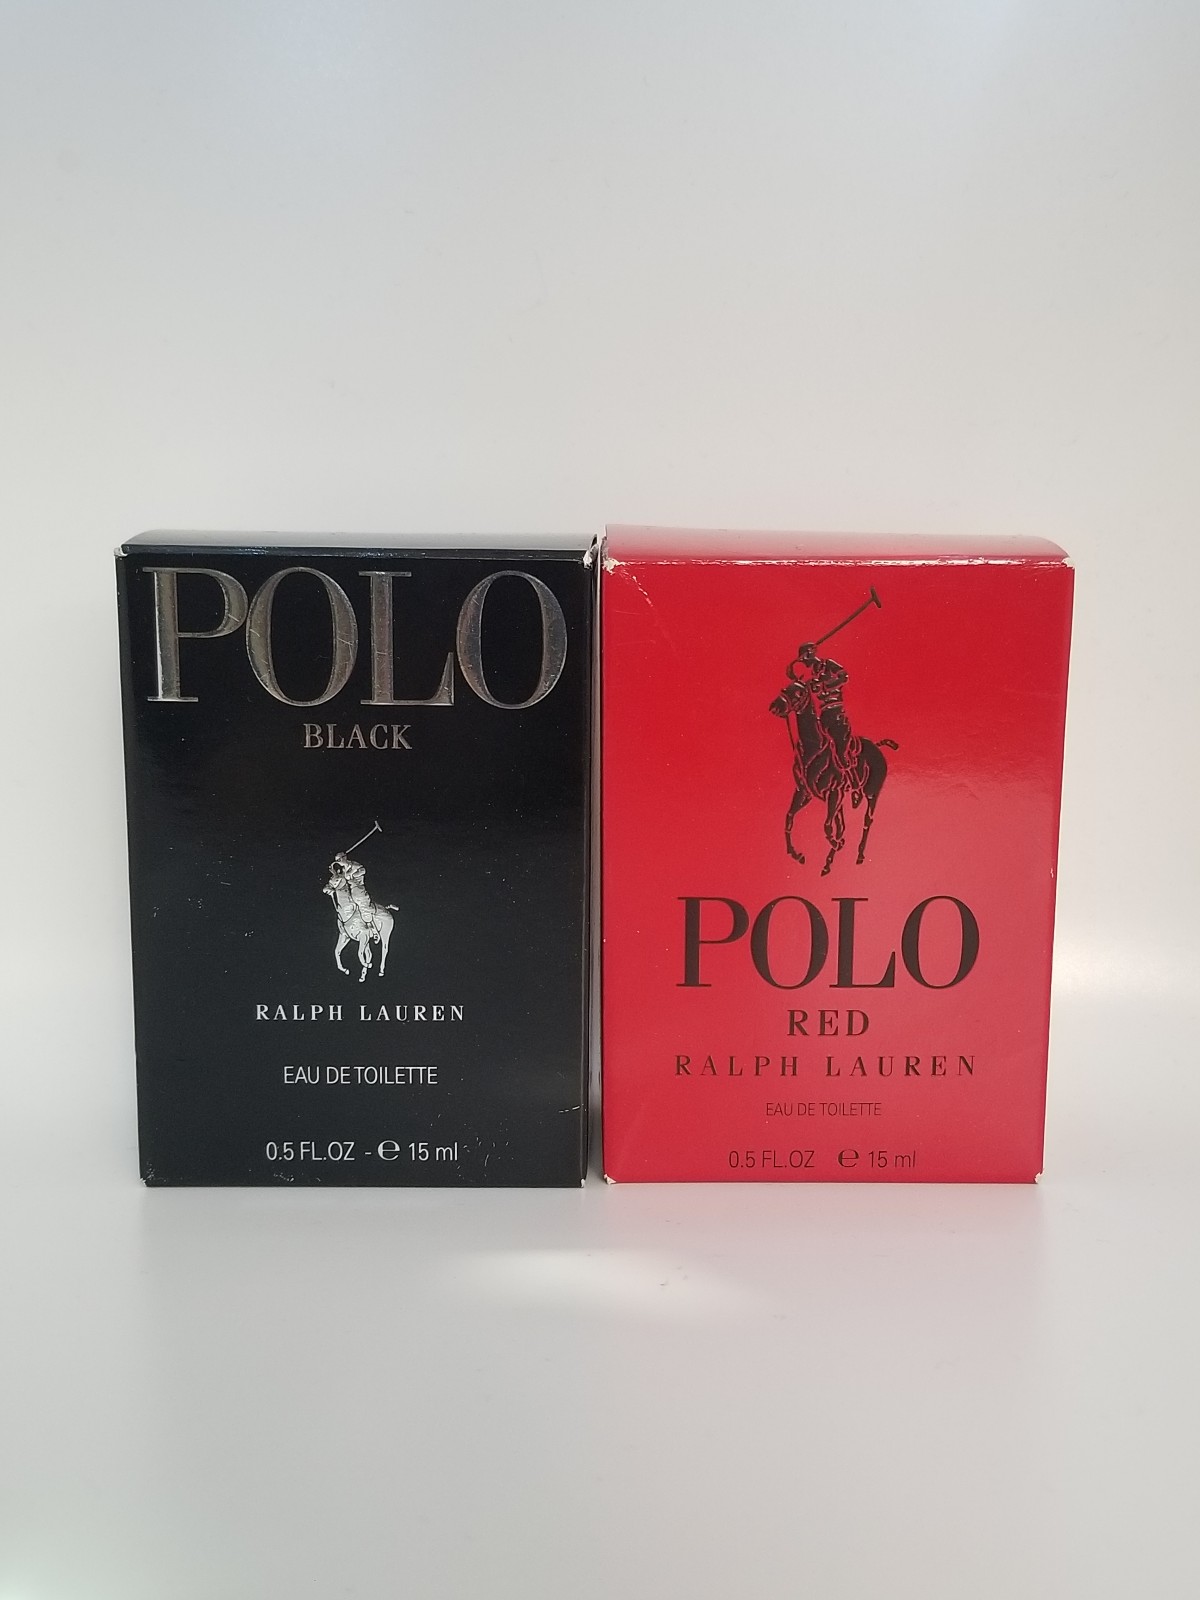 POLO
BLACK
RALPH LAUREN
EAU DE TOILETTE
0.5 FL.OZ - ℮ 15 ml
POLO
RED
RALPH LAUREN
EAU DE TOILETTE
0.5 FL.OZ ℮ 15 ml